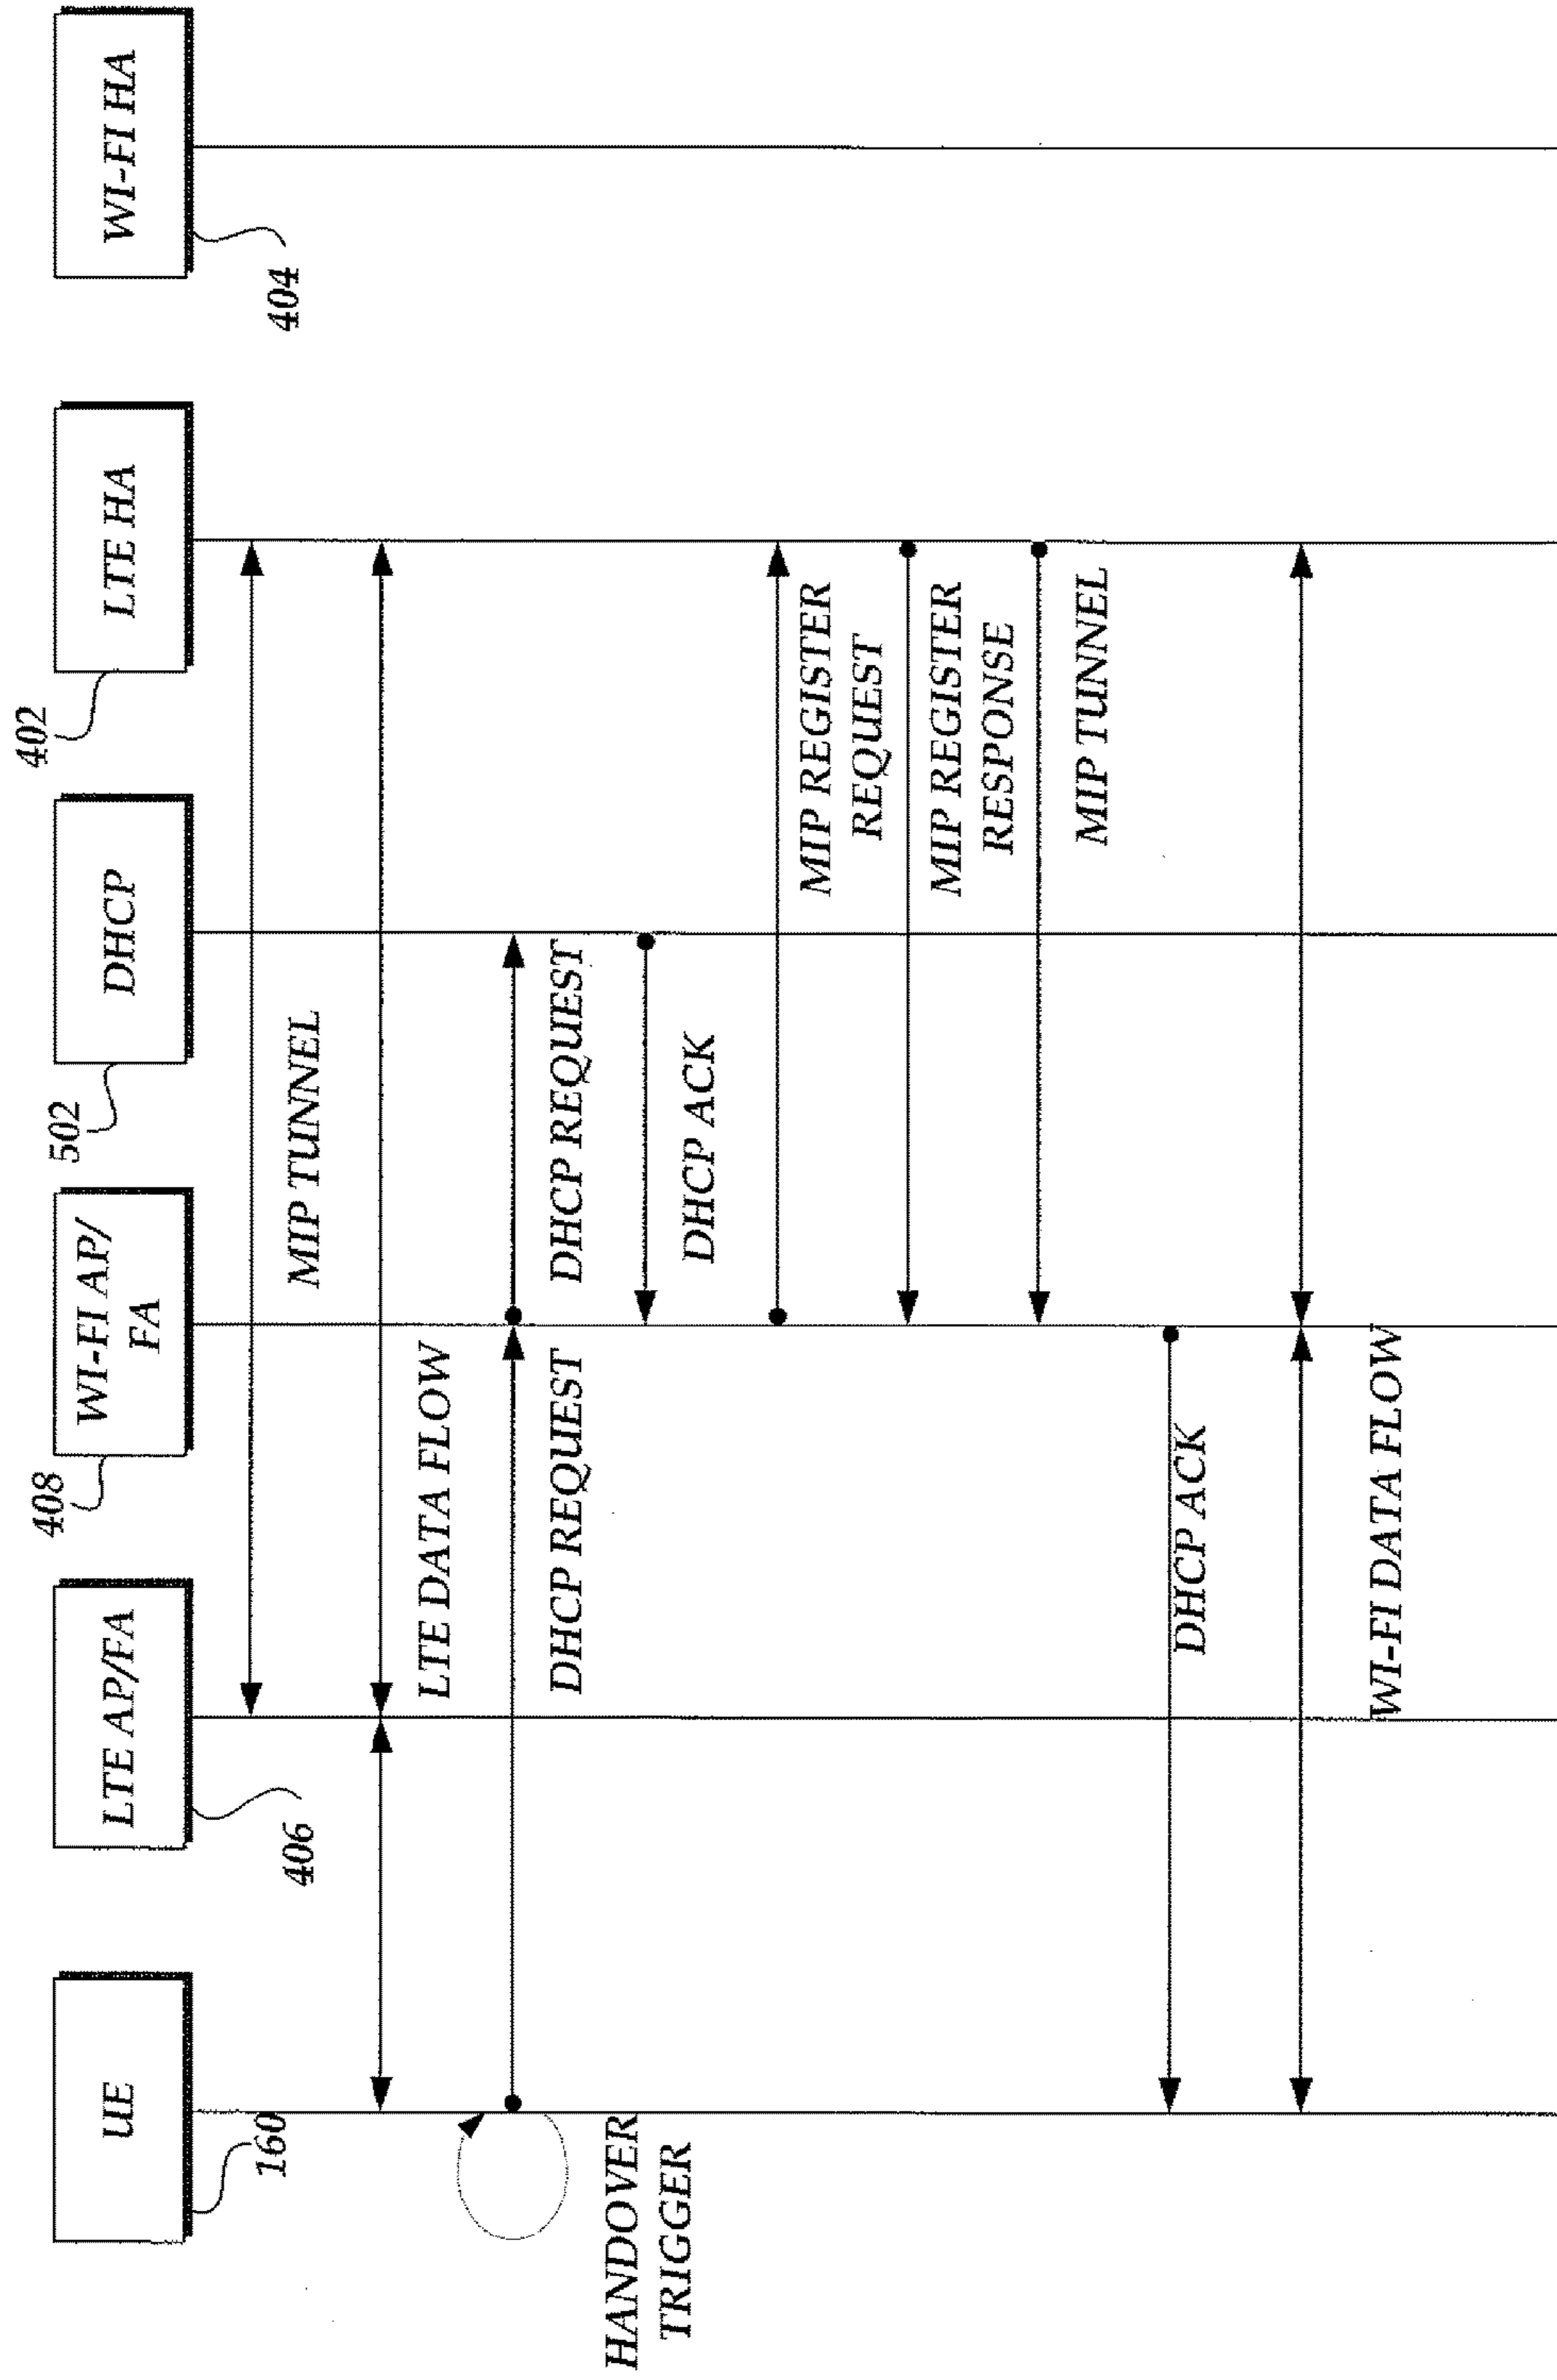 UE
160
LTE AP/FA
406
WI-FI AP/
FA
408
DHCP
502
LTE HA
402
WI-FI HA
404
MIP TUNNEL
LTE DATA FLOW
HANDOVER
TRIGGER
DHCP REQUEST
DHCP REQUEST
DHCP ACK
MIP REGISTER
REQUEST
MIP REGISTER
RESPONSE
MIP TUNNEL
DHCP ACK
WI-FI DATA FLOW